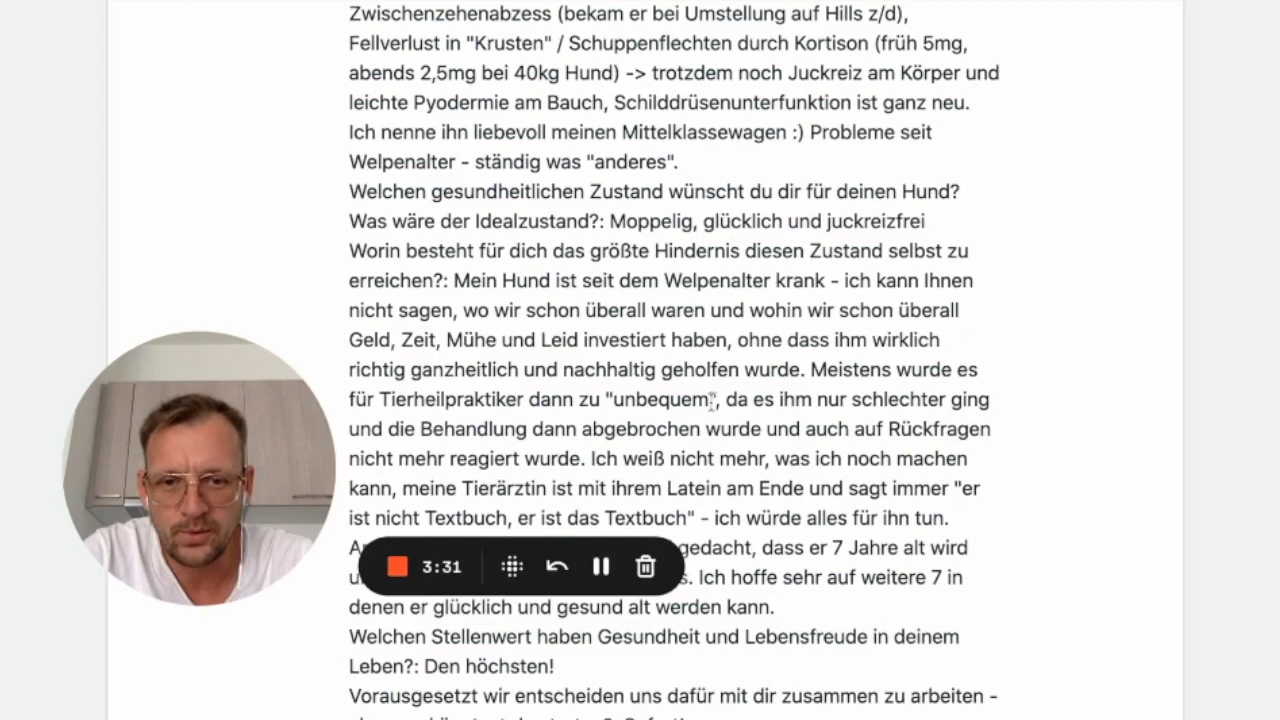 Zwischenzehenabzess (bekam er bei Umstellung auf Hills z/d),
Fellverlust in "Krusten" / Schuppenflechten durch Kortison (früh 5mg,
abends 2,5mg bei 40kg Hund) -> trotzdem noch Juckreiz am Körper und
leichte Pyodermie am Bauch, Schilddrüsenunterfunktion ist ganz neu.
Ich nenne ihn liebevoll meinen Mittelklassewagen :) Probleme seit
Welpenalter - ständig was "anderes".
Welchen gesundheitlichen Zustand wünscht du dir für deinen Hund?
Was wäre der Idealzustand?: Moppelig, glücklich und juckreizfrei
Worin besteht für dich das größte Hindernis diesen Zustand selbst zu
erreichen?: Mein Hund ist seit dem Welpenalter krank - ich kann Ihnen
nicht sagen, wo wir schon überall waren und wohin wir schon überall
Geld, Zeit, Mühe und Leid investiert haben, ohne dass ihm wirklich
richtig ganzheitlich und nachhaltig geholfen wurde. Meistens wurde es
für Tierheilpraktiker dann zu "unbequem", da es ihm nur schlechter ging
und die Behandlung dann abgebrochen wurde und auch auf Rückfragen
nicht mehr reagiert wurde. Ich weiß nicht mehr, was ich noch machen
kann, meine Tierärztin ist mit ihrem Latein am Ende und sagt immer "er
ist nicht Textbuch, er ist das Textbuch" - ich würde alles für ihn tun.
gedacht, dass er 7 Jahre alt wird
3:31
Ich hoffe sehr auf weitere 7 in
denen er glücklich und gesund alt werden kann.
Welchen Stellenwert haben Gesundheit und Lebensfreude in deinem
Leben?: Den höchsten!
Vorausgesetzt wir entscheiden uns dafür mit dir zusammen zu arbeiten -